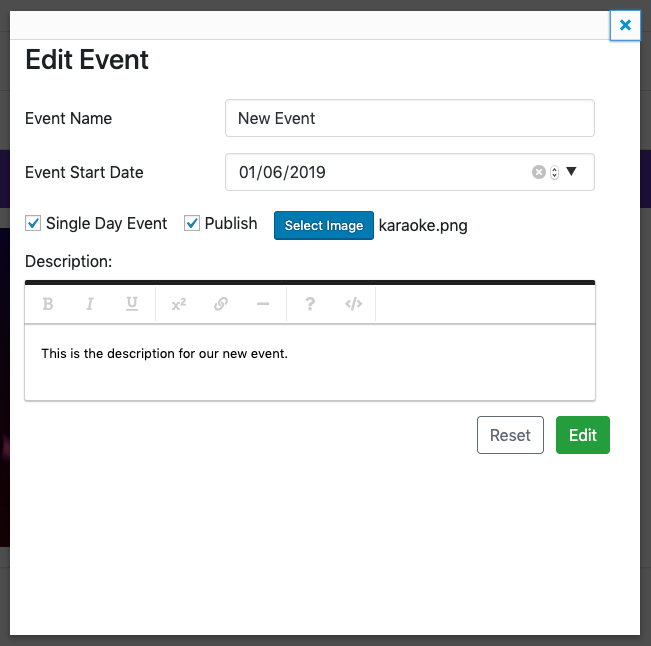 Edit Event
Event Name New Event
Event Start Date 01/06/2019
Single Day Event Publish Select Image karaoke.png
Description:
B I U x² ? </>
This is the description for our new event.
Reset Edit